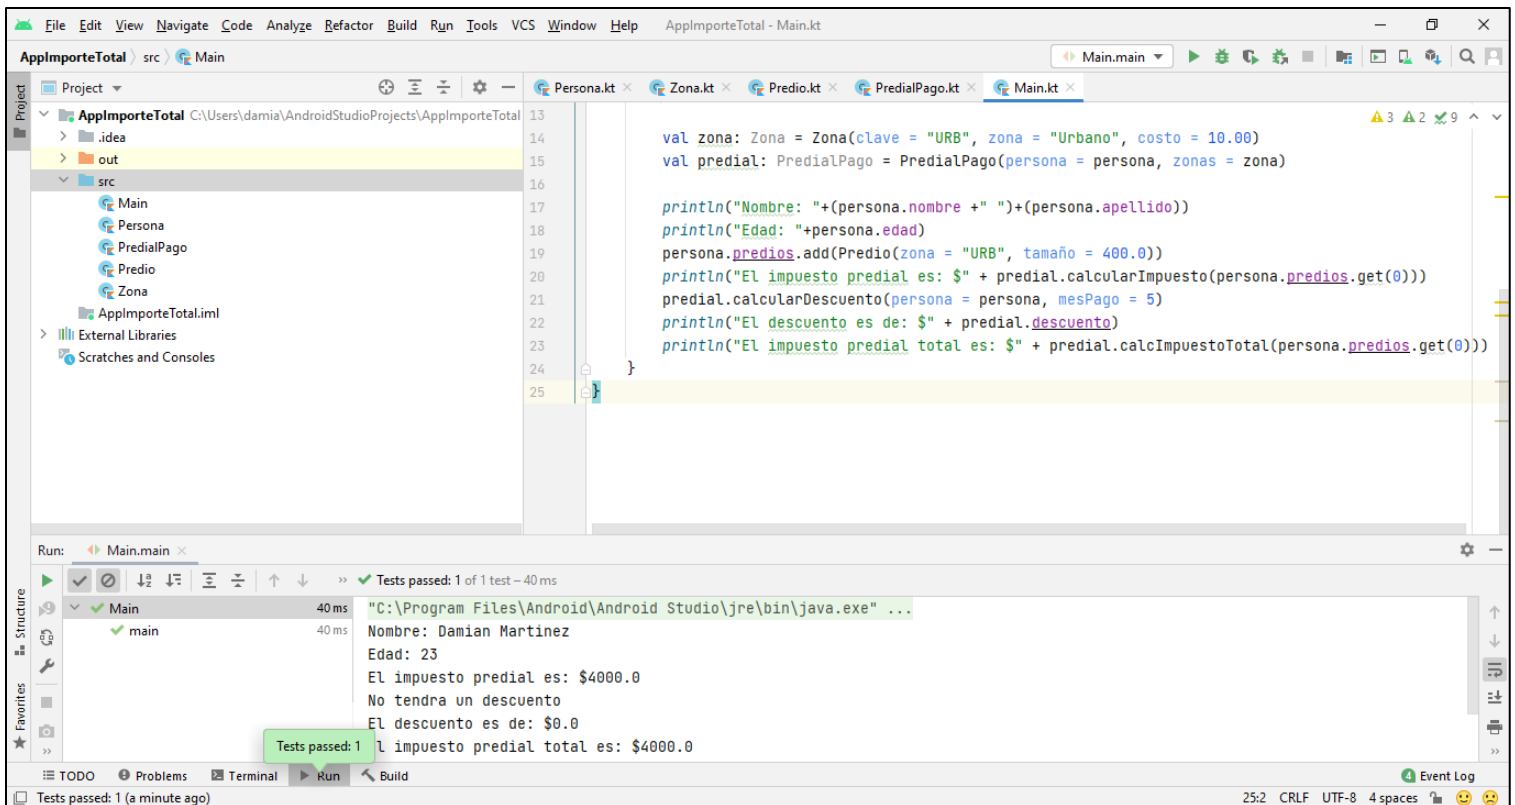 File Edit View Navigate Code Analyze Refactor Build Run Tools VCS Window Help AppImporteTotal - Main.kt
AppImporteTotal src Main
Main.main
Project
Project
Persona.kt Zona.kt Predio.kt PredialPago.kt Main.kt
AppImporteTotal C:\Users\damia\AndroidStudioProjects\AppImporteTotal
.idea
out
src
Main
Persona
PredialPago
Predio
Zona
AppImporteTotal.iml
External Libraries
Scratches and Consoles
3 2 9
13
14 val zona: Zona = Zona(clave = "URB", zona = "Urbano", costo = 10.00)
15 val predial: PredialPago = PredialPago(persona = persona, zonas = zona)
16
17 println("Nombre: "+(persona.nombre +" ")+(persona.apellido))
18 println("Edad: "+persona.edad)
19 persona.predios.add(Predio(zona = "URB", tamaño = 400.0))
20 println("El impuesto predial es: $" + predial.calcularImpuesto(persona.predios.get(0)))
21 predial.calcularDescuento(persona = persona, mesPago = 5)
22 println("El descuento es de: $" + predial.descuento)
23 println("El impuesto predial total es: $" + predial.calcImpuestoTotal(persona.predios.get(0)))
24 }
25 }
Run: Main.main
Tests passed: 1 of 1 test – 40 ms
Main 40 ms
main 40 ms
"C:\Program Files\Android\Android Studio\jre\bin\java.exe" ...
Nombre: Damian Martinez
Edad: 23
El impuesto predial es: $4000.0
No tendra un descuento
El descuento es de: $0.0
l impuesto predial total es: $4000.0
Structure
Favorites
Tests passed: 1
TODO Problems Terminal Run Build 4 Event Log
Tests passed: 1 (a minute ago) 25:2 CRLF UTF-8 4 spaces